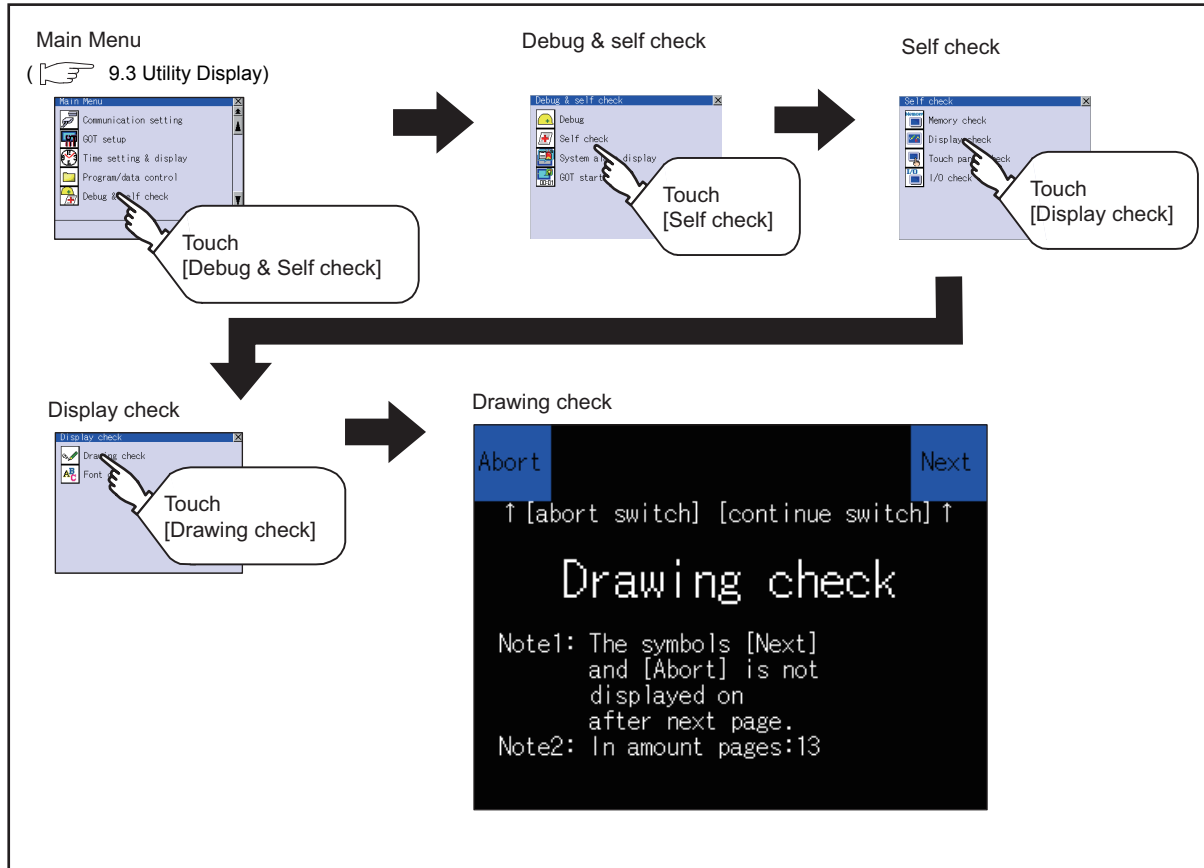 Main Menu
( 9.3 Utility Display)
Main Menu
Communication setting
GOT setup
Time setting & display
Program/data control
Debug & self check
Touch
[Debug & Self check]
Debug & self check
Debug & self check
Debug
Self check
System display
GOT start
Touch
[Self check]
Self check
Self check
Memory
Memory check
Display check
Touch check
I/O
I/O check
Touch
[Display check]
Display check
Display check
Drawing check
ABC
Font
Touch
[Drawing check]
Drawing check
Abort
Next
↑[abort switch] [continue switch]↑
Drawing check
Note1: The symbols [Next]
and [Abort] is not
displayed on
after next page.
Note2: In amount pages:13